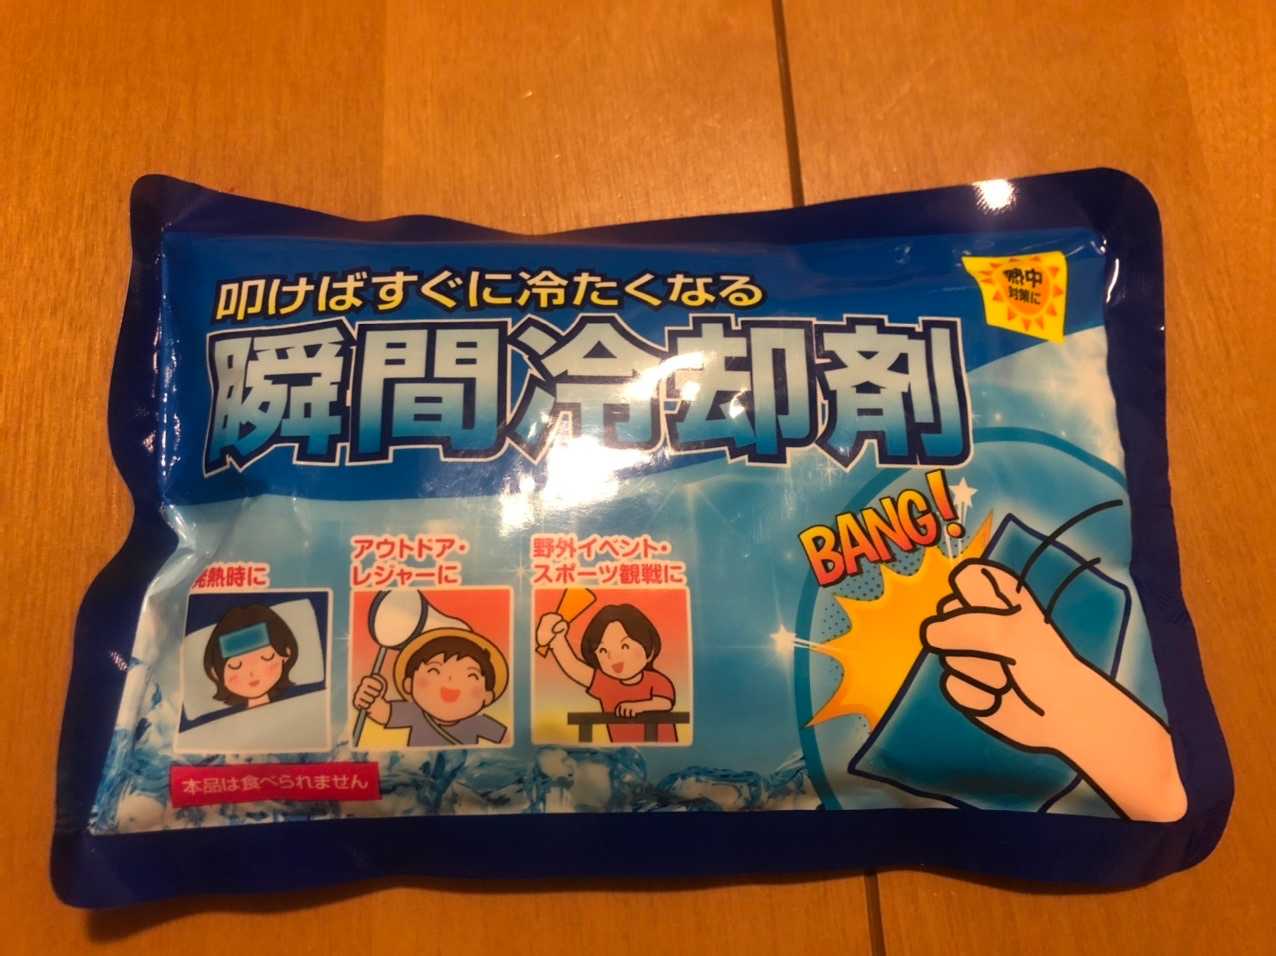 叩けばすぐに冷たくなる
瞬間冷却剤
熱中
対策に
BANG!
発熱時に
アウトドア・
レジャーに
野外イベント・
スポーツ観戦に
本品は食べられません